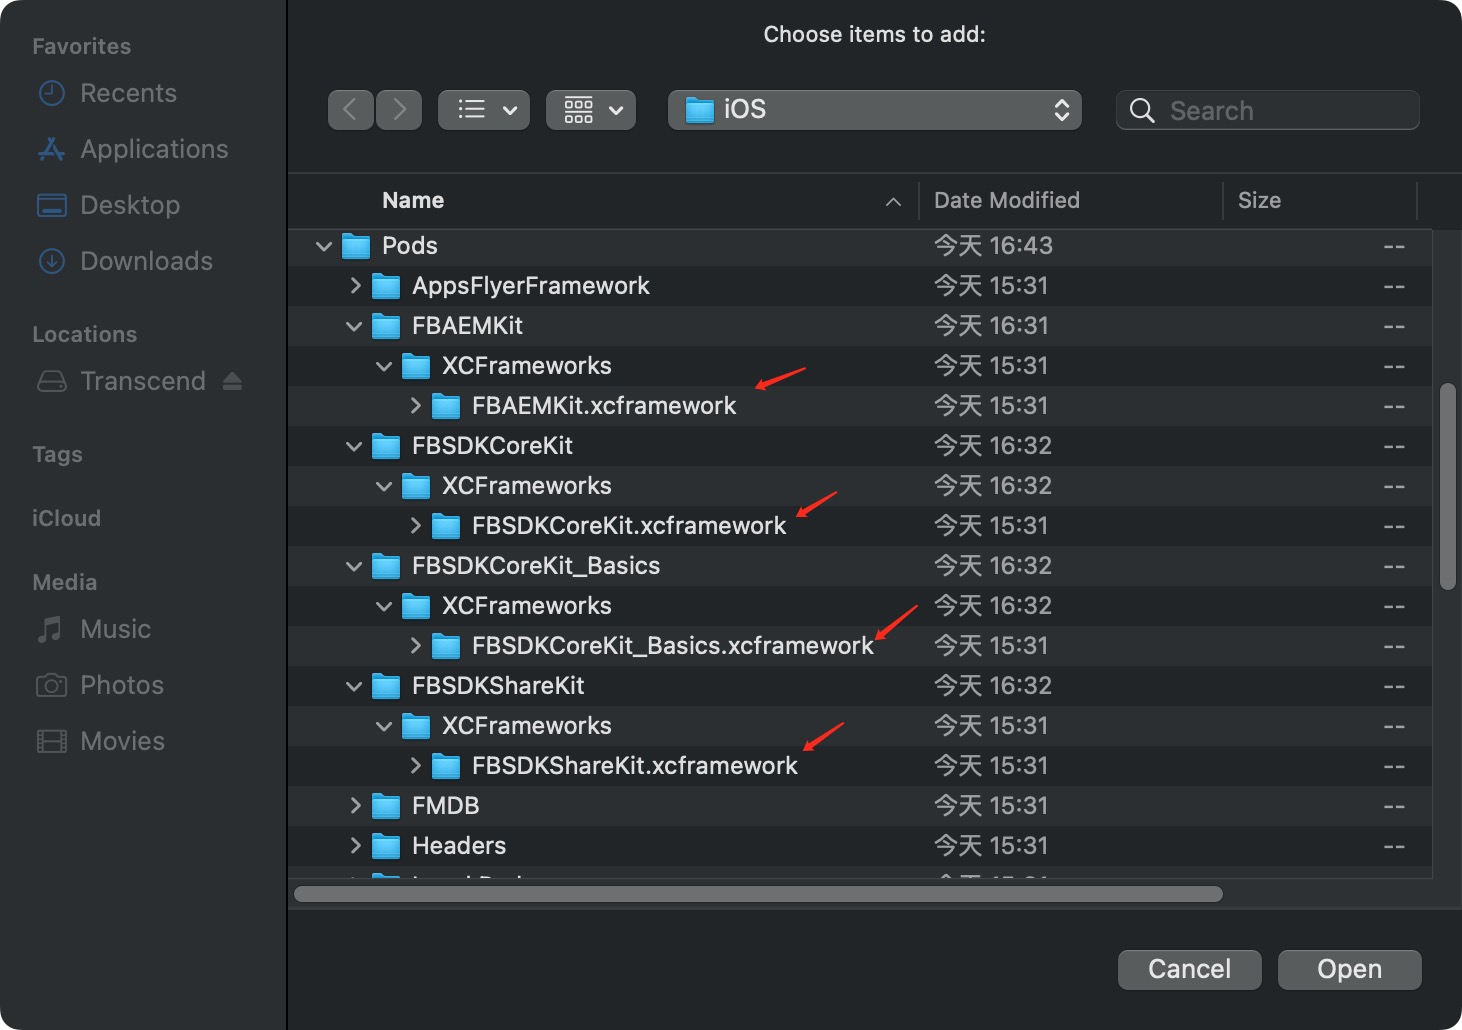 Choose items to add:
iOS
Search
Favorites
Recents
Applications
Desktop
Downloads
Locations
Transcend
Tags
iCloud
Media
Music
Photos
Movies
Name Date Modified Size
Pods 今天 16:43 --
AppsFlyerFramework 今天 15:31 --
FBAEMKit 今天 16:31 --
XCFrameworks 今天 15:31 --
FBAEMKit.xcframework 今天 15:31 --
FBSDKCoreKit 今天 16:32 --
XCFrameworks 今天 16:32 --
FBSDKCoreKit.xcframework 今天 15:31 --
FBSDKCoreKit_Basics 今天 16:32 --
XCFrameworks 今天 16:32 --
FBSDKCoreKit_Basics.xcframework 今天 15:31 --
FBSDKShareKit 今天 16:32 --
XCFrameworks 今天 15:31 --
FBSDKShareKit.xcframework 今天 15:31 --
FMDB 今天 15:31 --
Headers 今天 15:31 --
Cancel Open